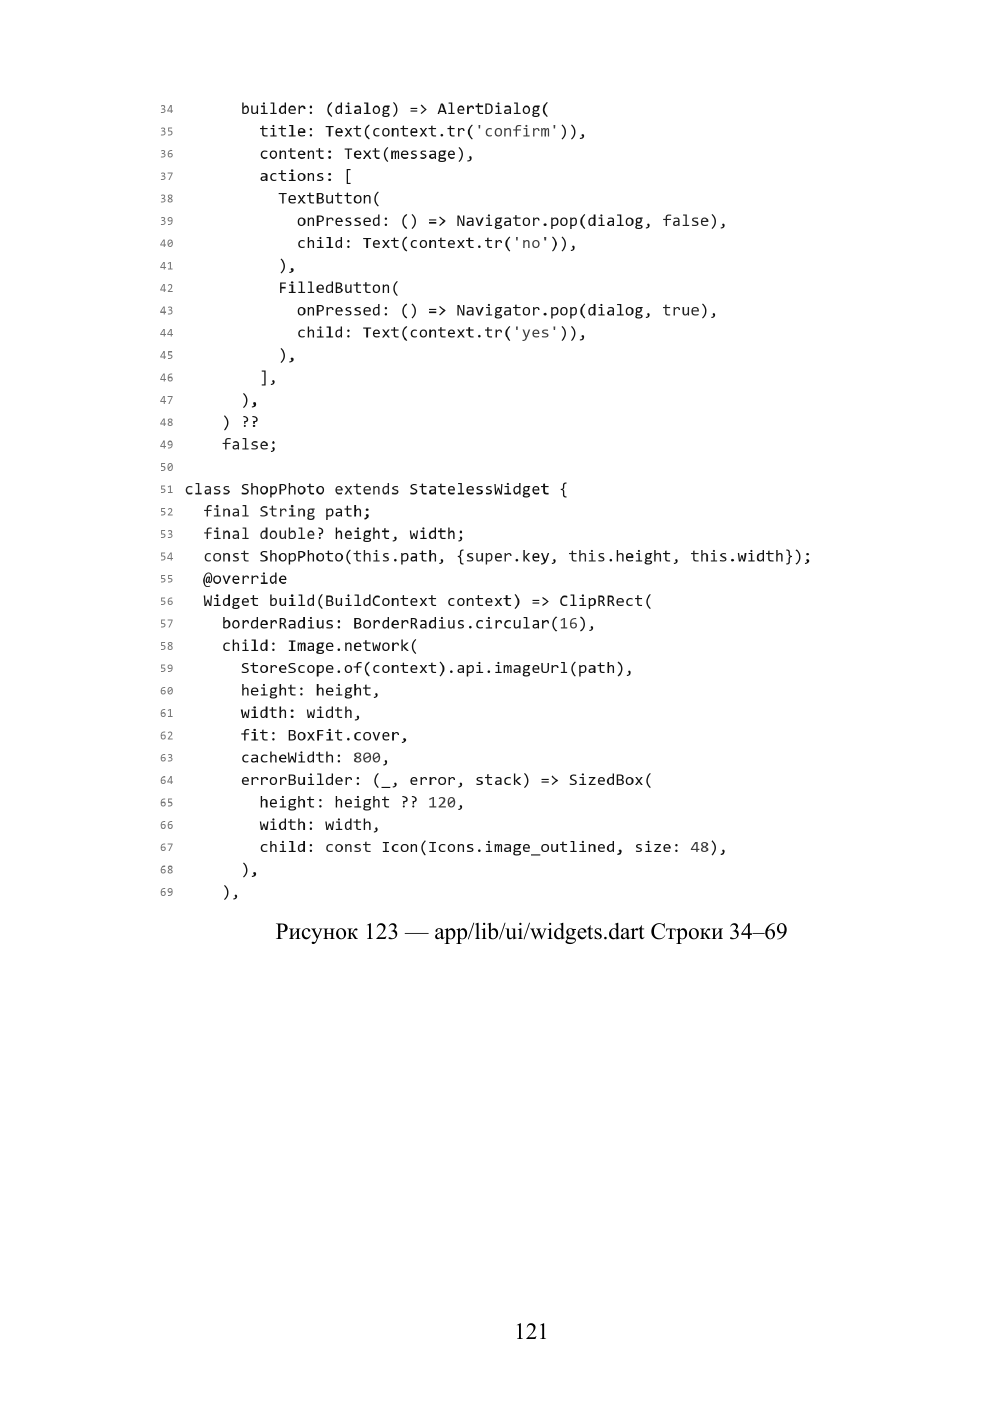 34       builder: (dialog) => AlertDialog(
35         title: Text(context.tr('confirm')),
36         content: Text(message),
37         actions: [
38           TextButton(
39             onPressed: () => Navigator.pop(dialog, false),
40             child: Text(context.tr('no')),
41           ),
42           FilledButton(
43             onPressed: () => Navigator.pop(dialog, true),
44             child: Text(context.tr('yes')),
45           ),
46         ],
47       ),
48     ) ??
49     false;
50
51 class ShopPhoto extends StatelessWidget {
52   final String path;
53   final double? height, width;
54   const ShopPhoto(this.path, {super.key, this.height, this.width});
55   @override
56   Widget build(BuildContext context) => ClipRRect(
57     borderRadius: BorderRadius.circular(16),
58     child: Image.network(
59       StoreScope.of(context).api.imageUrl(path),
60       height: height,
61       width: width,
62       fit: BoxFit.cover,
63       cacheWidth: 800,
64       errorBuilder: (_, error, stack) => SizedBox(
65         height: height ?? 120,
66         width: width,
67         child: const Icon(Icons.image_outlined, size: 48),
68       ),
69     ),
Рисунок 123 — app/lib/ui/widgets.dart Строки 34–69
121